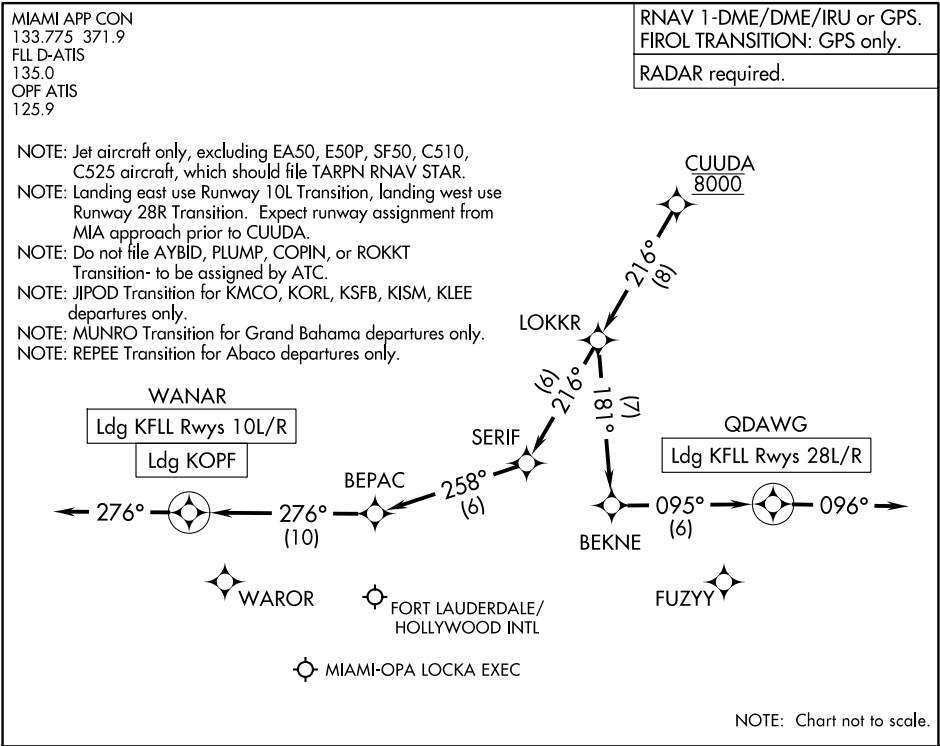 MIAMI APP CON
133.775 371.9
FLL D-ATIS
135.0
OPF ATIS
125.9
RNAV 1-DME/DME/IRU or GPS.
FIROL TRANSITION: GPS only.
RADAR required.
NOTE: Jet aircraft only, excluding EA50, E50P, SF50, C510,
C525 aircraft, which should file TARPN RNAV STAR.
NOTE: Landing east use Runway 10L Transition, landing west use
Runway 28R Transition. Expect runway assignment from
MIA approach prior to CUUDA.
NOTE: Do not file AYBID, PLUMP, COPIN, or ROKKT
Transition- to be assigned by ATC.
NOTE: JIPOD Transition for KMCO, KORL, KSFB, KISM, KLEE
departures only.
NOTE: MUNRO Transition for Grand Bahama departures only.
NOTE: REPEE Transition for Abaco departures only.
CUUDA
8000
216°
(8)
LOKKR
216°
(6)
181°
(7)
WANAR
Ldg KFLL Rwys 10L/R
Ldg KOPF
SERIF
QDAWG
Ldg KFLL Rwys 28L/R
BEPAC
258°
(6)
276°
276°
(10)
095°
(6)
096°
BEKNE
WAROR
FORT LAUDERDALE/
HOLLYWOOD INTL
FUZYY
MIAMI-OPA LOCKA EXEC
NOTE: Chart not to scale.